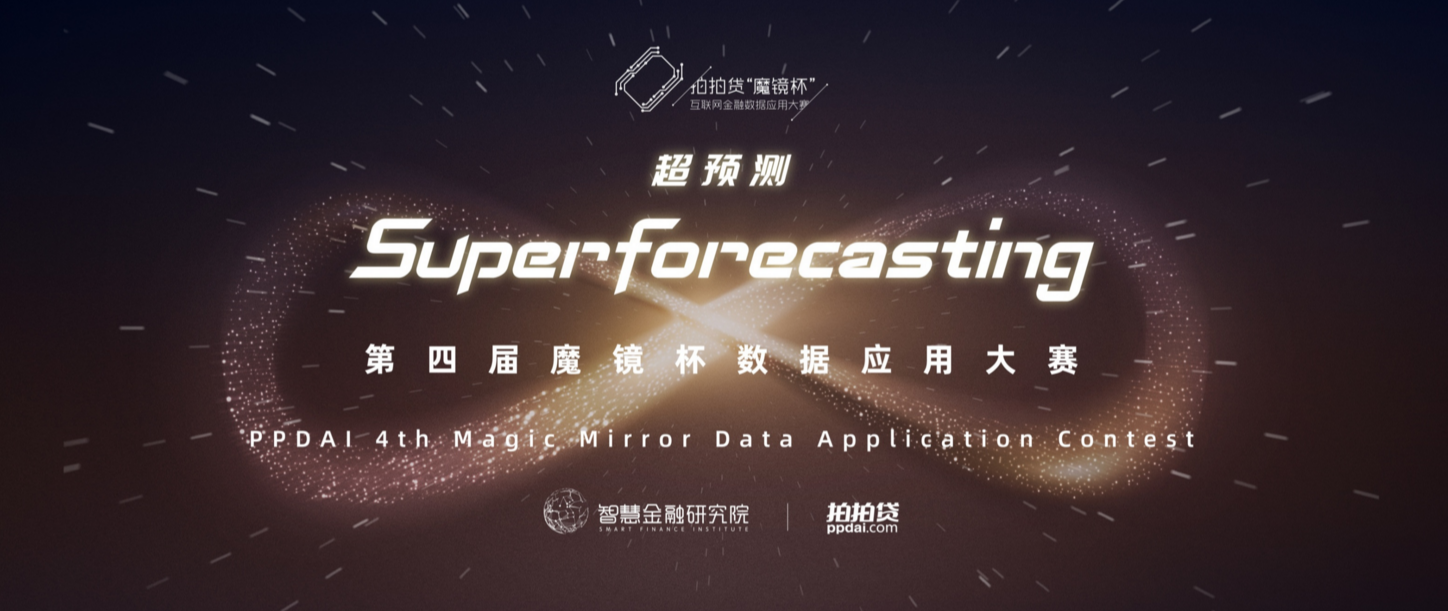 拍拍贷“魔镜杯”
互联网金融数据应用大赛
超预测
Superforecasting
第四届魔镜杯数据应用大赛
PPDAI 4th Magic Mirror Data Application Contest
智慧金融研究院
SMART FINANCE INSTITUTE
拍拍贷
ppdai.com